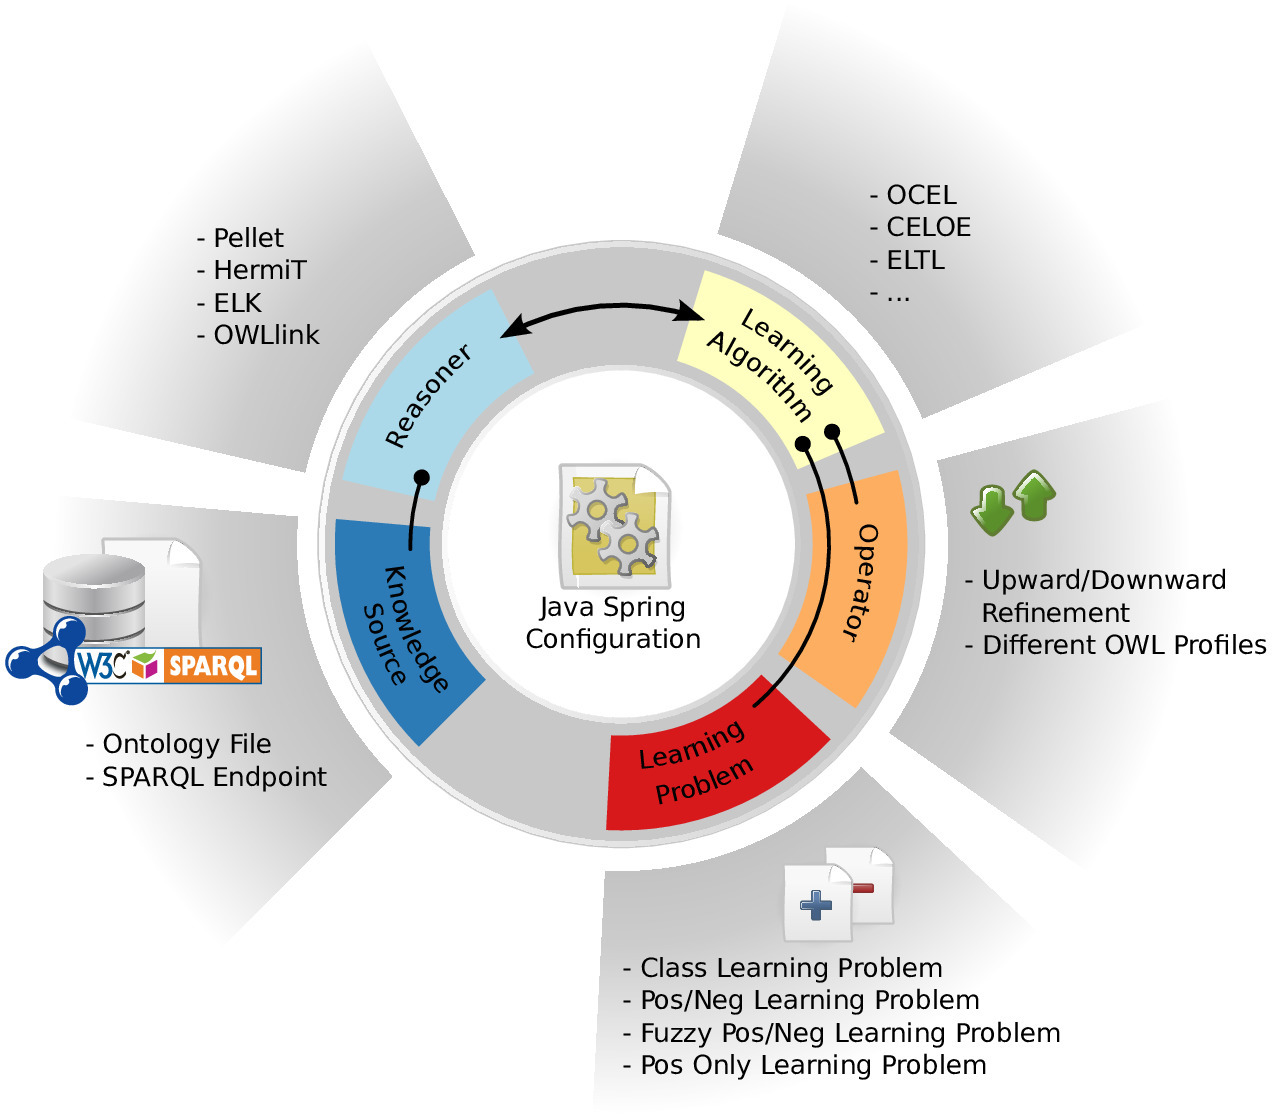 - OCEL
- CELOE
- ELTL
- ...
- Pellet
- HermiT
- ELK
- OWLlink
Reasoner
Learning
Algorithm
Operator
Knowledge
Source
Learning
Problem
Java Spring
Configuration
- Upward/Downward
Refinement
- Different OWL Profiles
W3C SPARQL
- Ontology File
- SPARQL Endpoint
- Class Learning Problem
- Pos/Neg Learning Problem
- Fuzzy Pos/Neg Learning Problem
- Pos Only Learning Problem